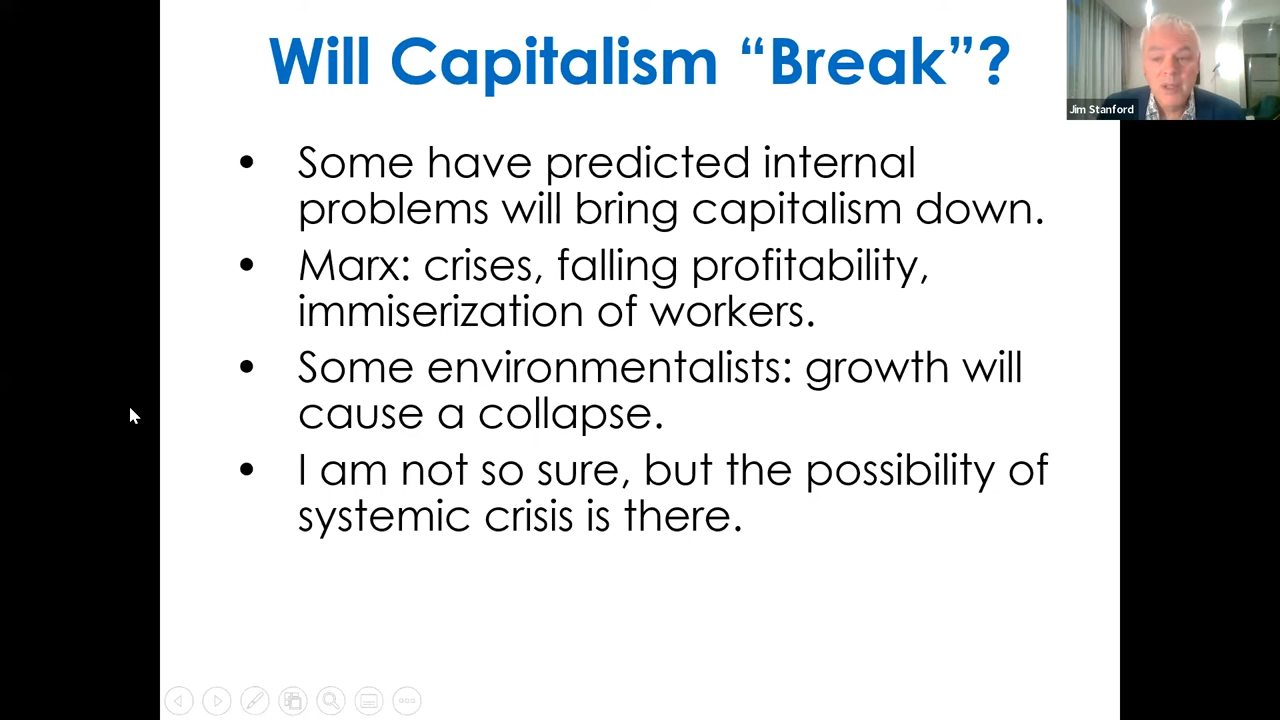 Will Capitalism “Break”?
Jim Stanford
• Some have predicted internal
problems will bring capitalism down.
• Marx: crises, falling profitability,
immiserization of workers.
• Some environmentalists: growth will
cause a collapse.
• I am not so sure, but the possibility of
systemic crisis is there.